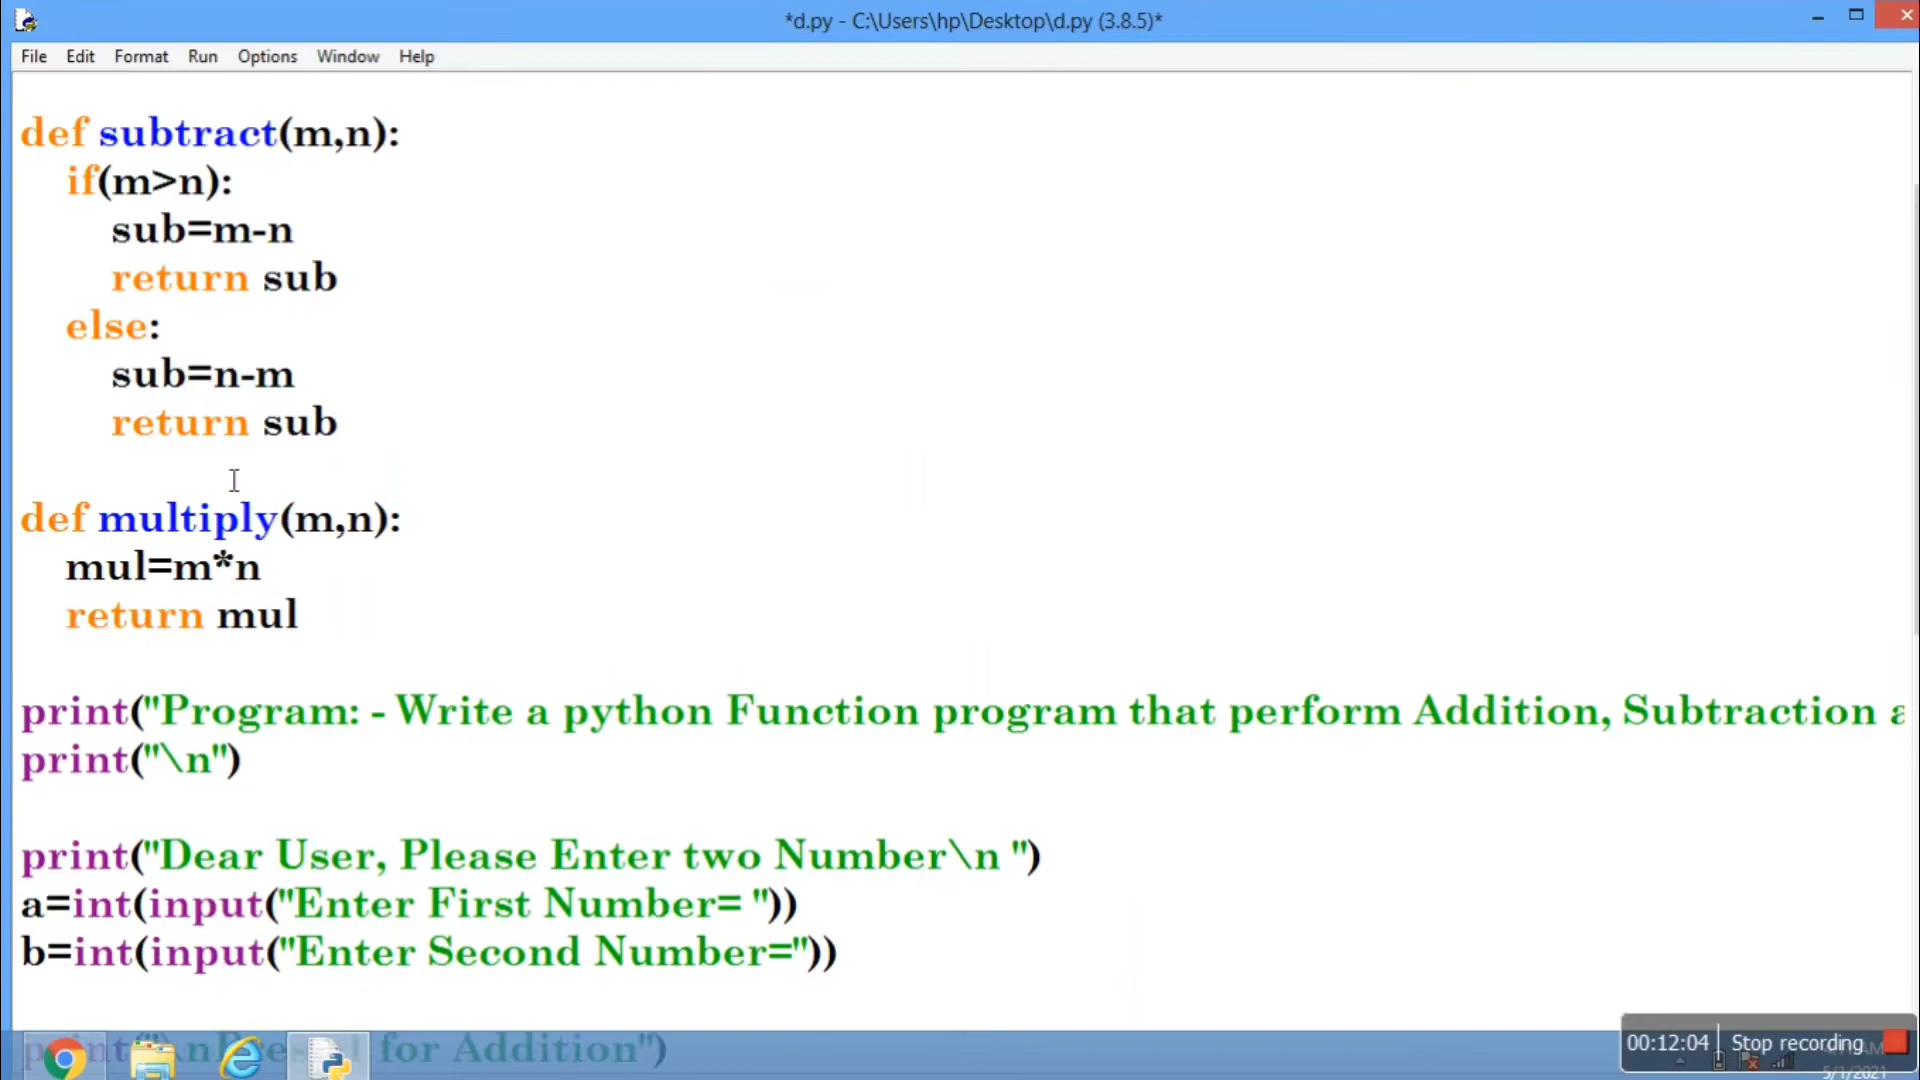 *d.py - C:\Users\hp\Desktop\d.py (3.8.5)*
File Edit Format Run Options Window Help
def subtract(m,n):
    if(m>n):
        sub=m-n
        return sub
    else:
        sub=n-m
        return sub
def multiply(m,n):
    mul=m*n
    return mul
print("Program: - Write a python Function program that perform Addition, Subtraction a
print("\n")
print("Dear User, Please Enter two Number\n ")
a=int(input("Enter First Number= "))
b=int(input("Enter Second Number="))
for Addition")
00:12:04 Stop recording
5/1/2021